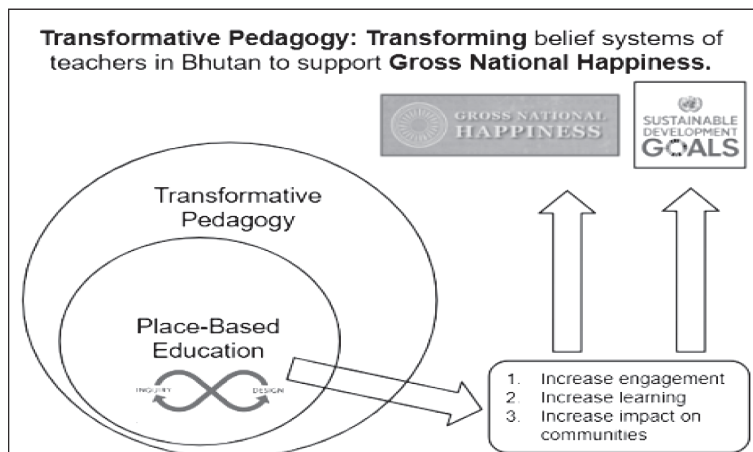 Transformative Pedagogy: Transforming belief systems of
teachers in Bhutan to support Gross National Happiness.
GROSS NATIONAL
HAPPINESS
SUSTAINABLE
DEVELOPMENT
GOALS
Transformative
Pedagogy
Place-Based
Education
INQUIRY
DESIGN
1. Increase engagement
2. Increase learning
3. Increase impact on
communities